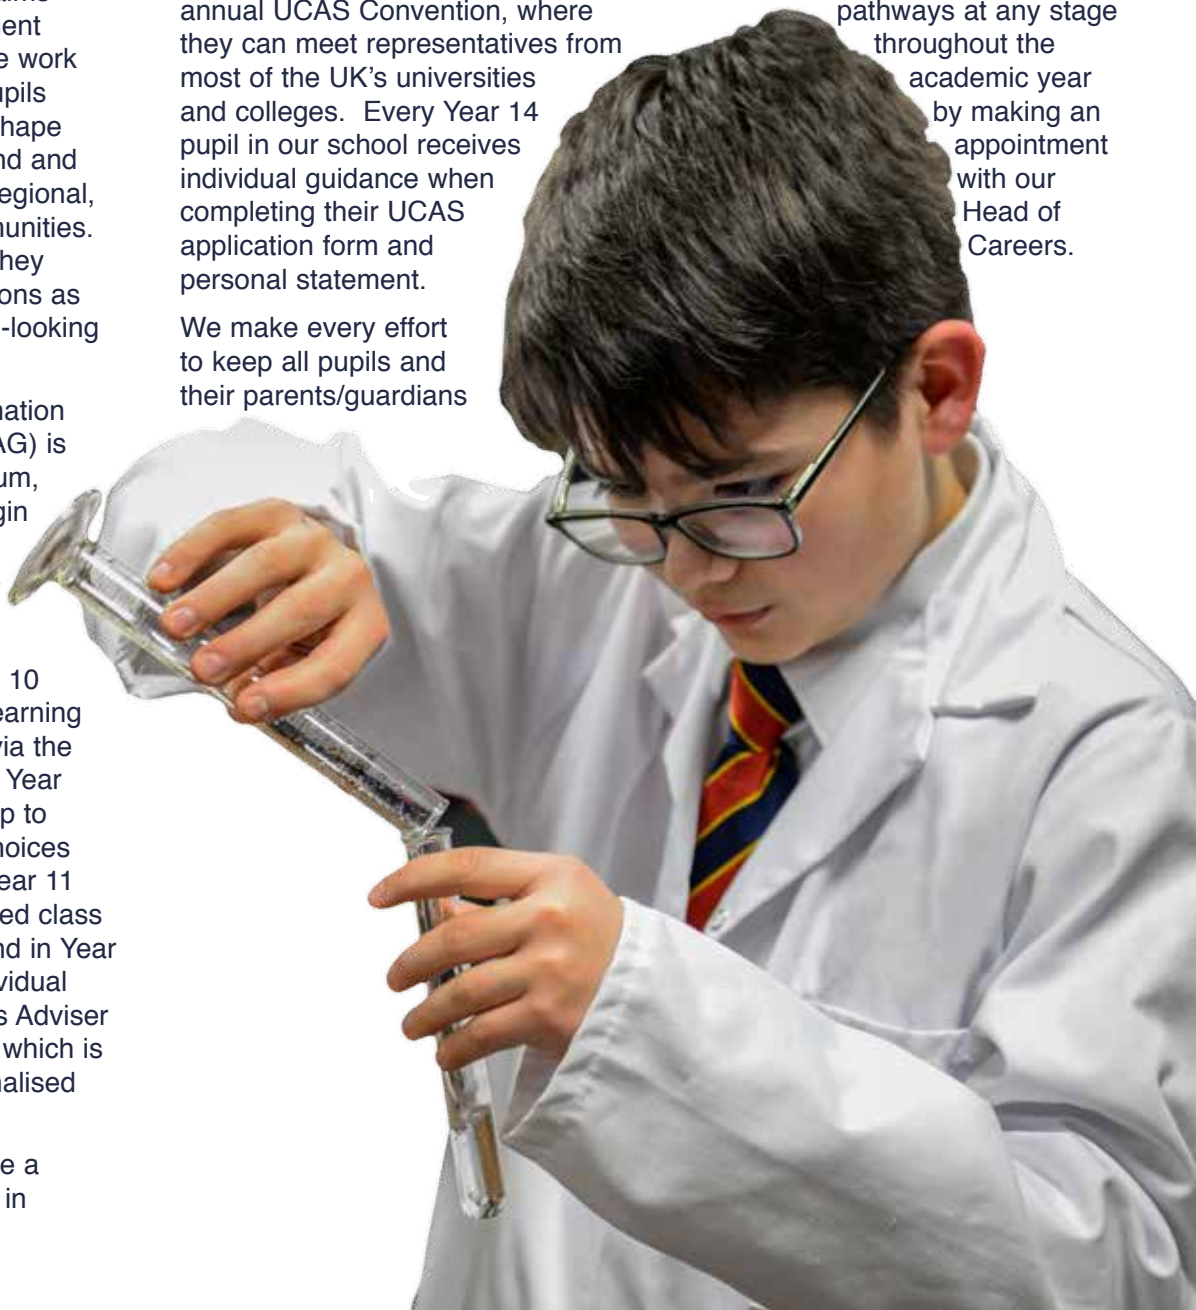 ent
e work
pils
hape
nd and
egional,
unities.
hey
ons as
-looking
nation
AG) is
um,
gin
10
earning
via the
Year
p to
hoices
ear 11
ed class
nd in Year
vidual
s Adviser
which is
nalised
e a
in
annual UCAS Convention, where
they can meet representatives from
most of the UK’s universities
and colleges.  Every Year 14
pupil in our school receives
individual guidance when
completing their UCAS
application form and
personal statement.
We make every effort
to keep all pupils and
their parents/guardians
pathways at any stage
throughout the
academic year
by making an
appointment
with our
Head of
Careers.